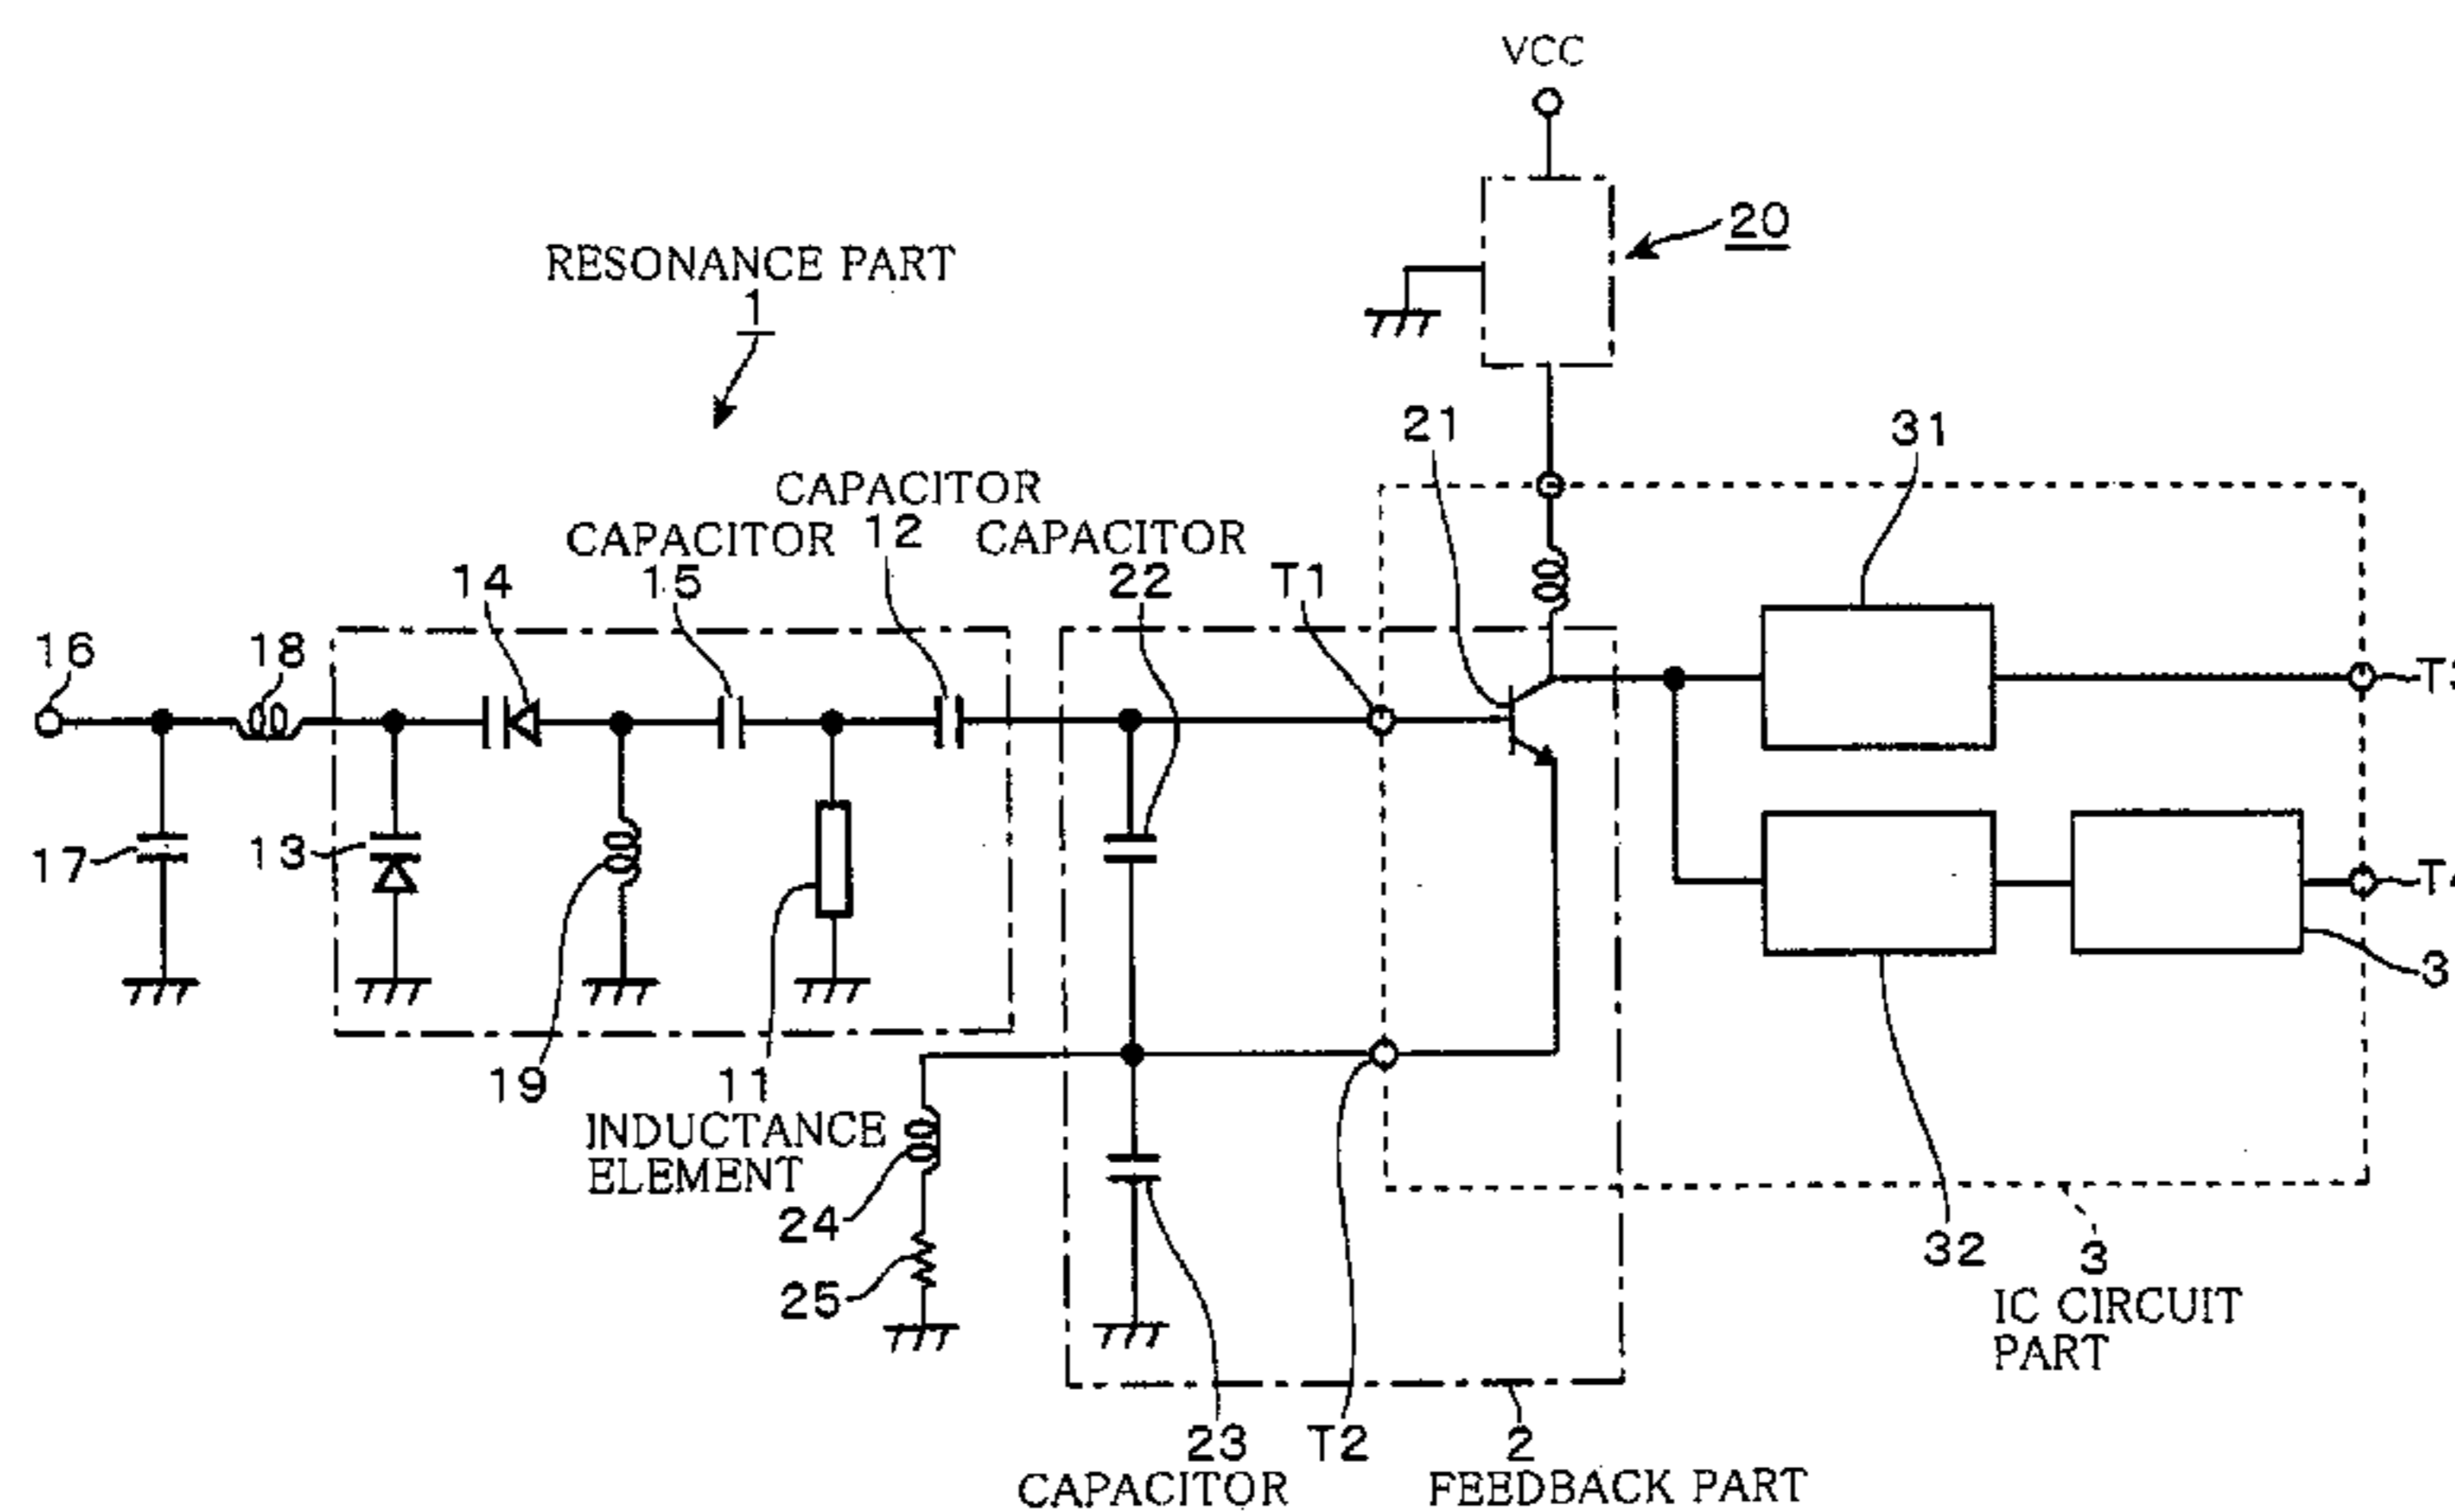 VCC
20
RESONANCE PART
1
21
31
CAPACITOR
12
CAPACITOR
15
CAPACITOR
22
14
T1
16
18
17
13
19
11
INDUCTANCE
ELEMENT
24
25
32
3
3
IC CIRCUIT
PART
23
CAPACITOR
T2
2
FEEDBACK PART